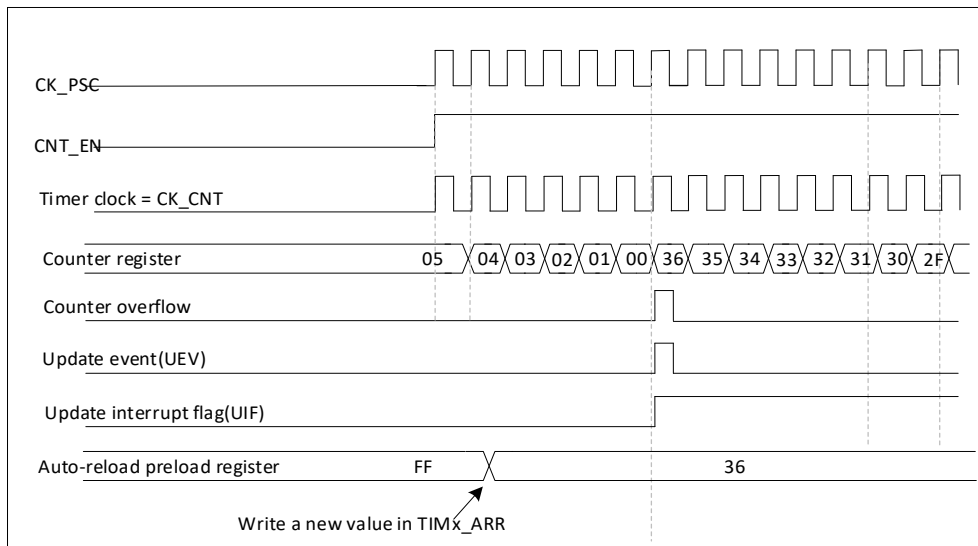 CK_PSC
CNT_EN
Timer clock = CK_CNT
Counter register 05 04 03 02 01 00 36 35 34 33 32 31 30 2F
Counter overflow
Update event(UEV)
Update interrupt flag(UIF)
Auto-reload preload register FF 36
Write a new value in TIMx_ARR